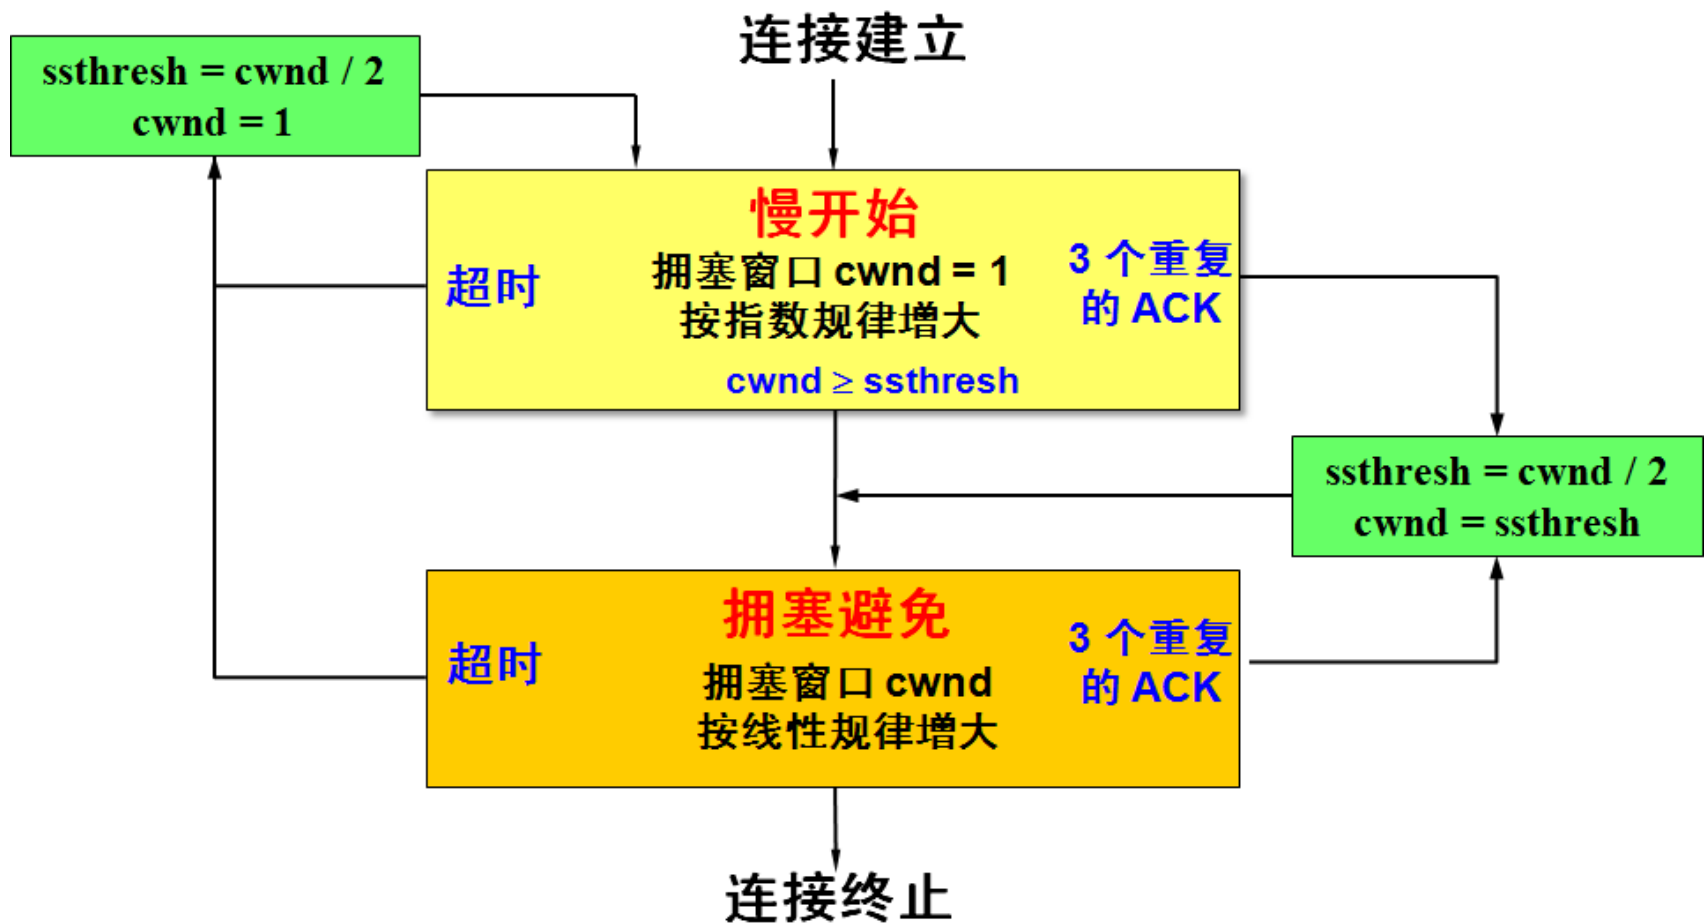 连接建立
ssthresh = cwnd / 2
cwnd = 1
慢开始
拥塞窗口 cwnd = 1
按指数规律增大
cwnd ≥ ssthresh
超时
3 个重复
的 ACK
ssthresh = cwnd / 2
cwnd = ssthresh
拥塞避免
拥塞窗口 cwnd
按线性规律增大
超时
3 个重复
的 ACK
连接终止